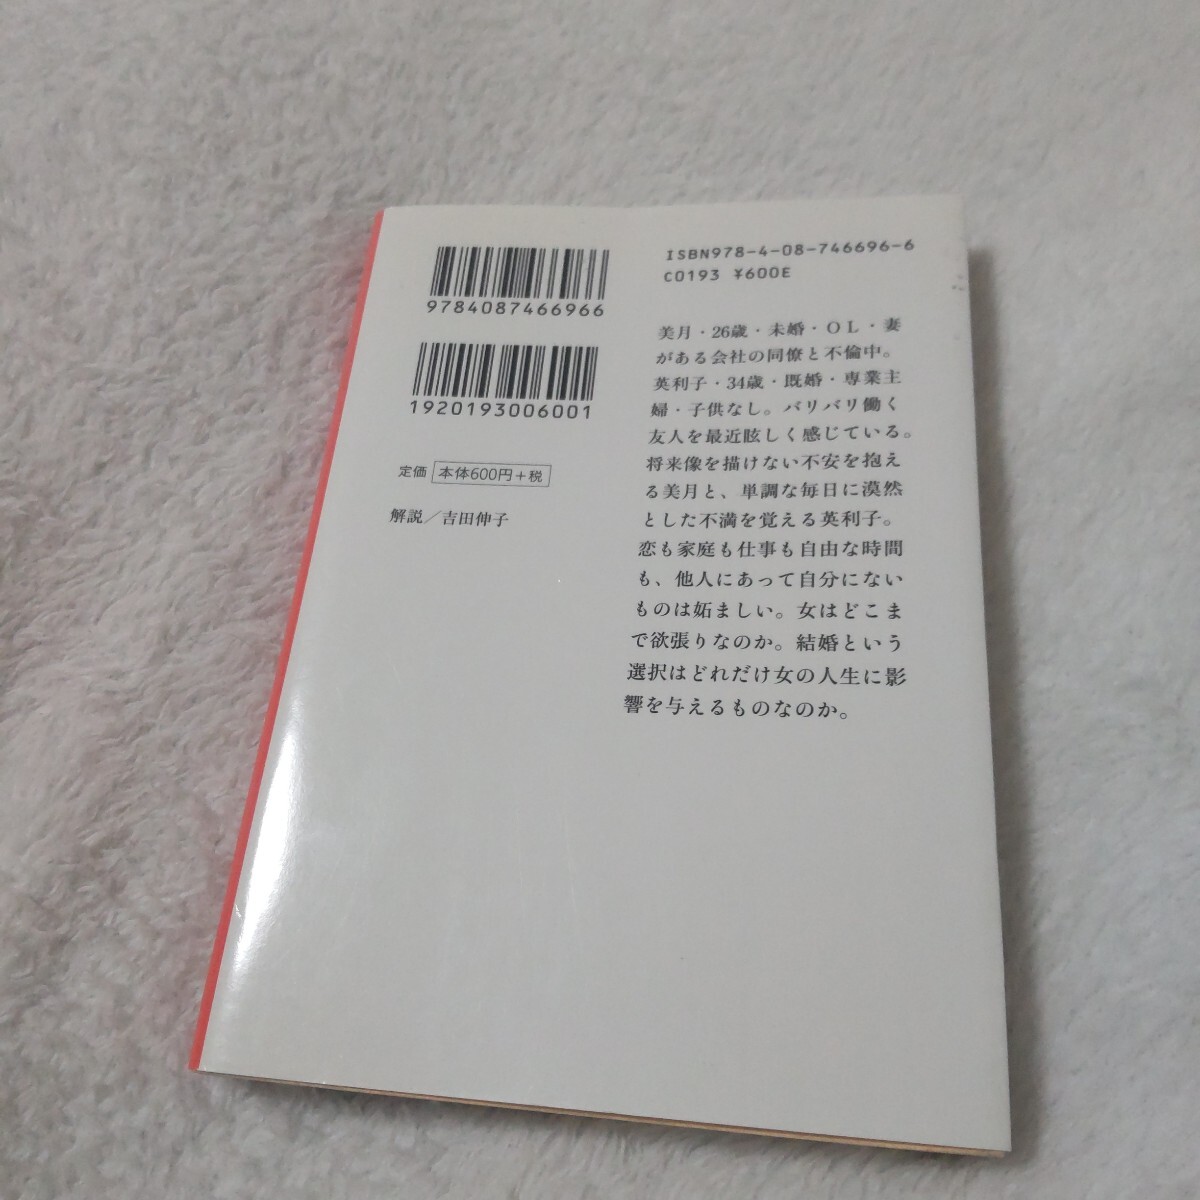 9784087466966
1920193006001
定価 本体600円+税
解説／吉田伸子
ISBN978-4-08-746696-6
C0193 ¥600E
美月・26歳・未婚・OL・妻
がある会社の同僚と不倫中。
英利子・34歳・既婚・専業主
婦・子供なし。バリバリ働く
友人を最近眩しく感じている。
将来像を描けない不安を抱え
る美月と、単調な毎日に漠然
とした不満を覚える英利子。
恋も家庭も仕事も自由な時間
も、他人にあって自分にない
ものは妬ましい。女はどこま
で欲張りなのか。結婚という
選択はどれだけ女の人生に影
響を与えるものなのか。